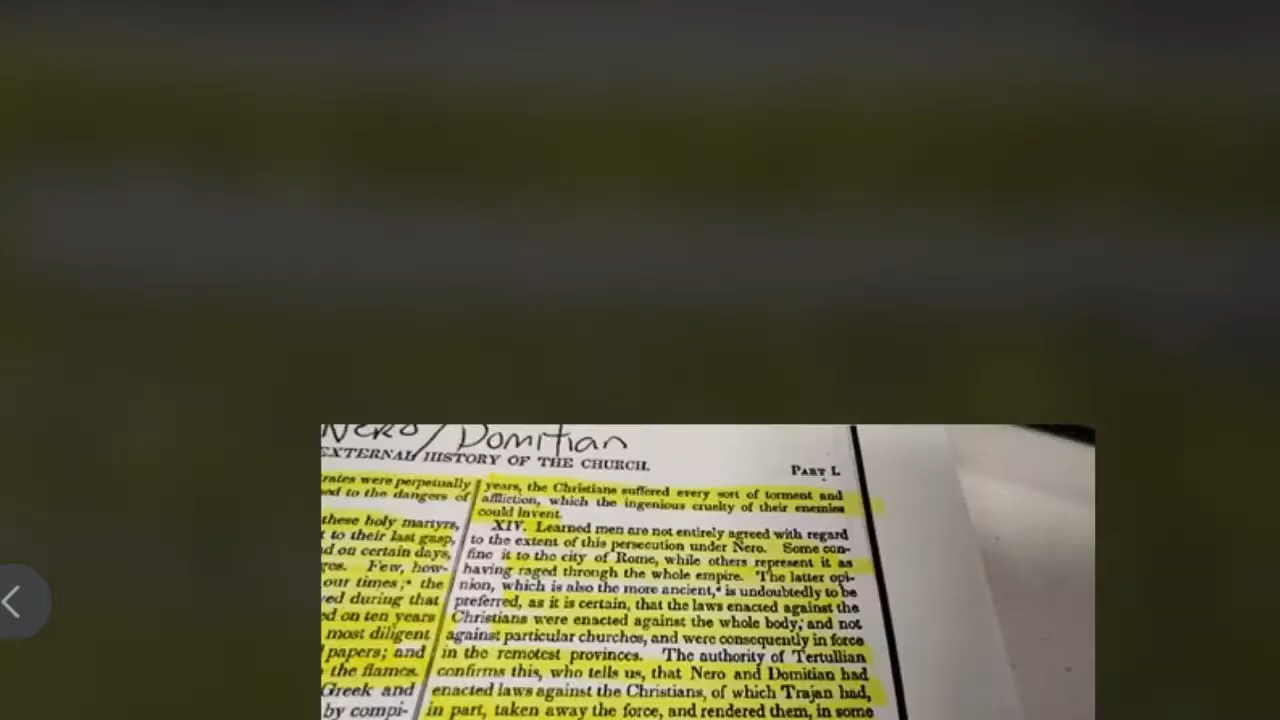 Nero/Domitian
EXTERNAL HISTORY OF THE CHURCH.
PART I.
rates were perpetually
ed to the dangers of
these holy martyrs,
to their last gasp,
d on certain days,
Few, how-
our times;* the
ved during that
ed on ten years
most diligent
papers; and
the flames.
Greek and
by compi-
years, the Christians suffered every sort of torment and
affliction, which the ingenious cruelty of their enemies
could invent.
XIV. Learned men are not entirely agreed with regard
to the extent of this persecution under Nero. Some con-
fine it to the city of Rome, while others represent it as
having raged through the whole empire. The latter opi-
nion, which is also the more ancient,* is undoubtedly to be
preferred, as it is certain, that the laws enacted against the
Christians were enacted against the whole body, and not
against particular churches, and were consequently in force
in the remotest provinces. The authority of Tertullian
confirms this, who tells us, that Nero and Domitian had
enacted laws against the Christians, of which Trajan had,
in part, taken away the force, and rendered them, in some